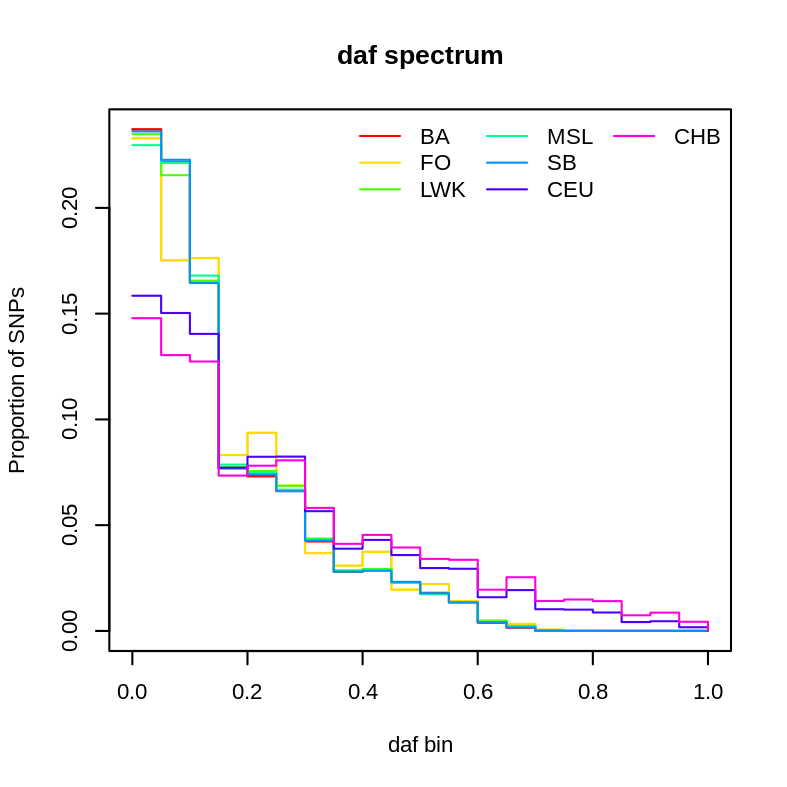 daf spectrum
BA MSL CHB
FO SB
LWK CEU
Proportion of SNPs
0.20
0.15
0.10
0.05
0.00
0.0 0.2 0.4 0.6 0.8 1.0
daf bin